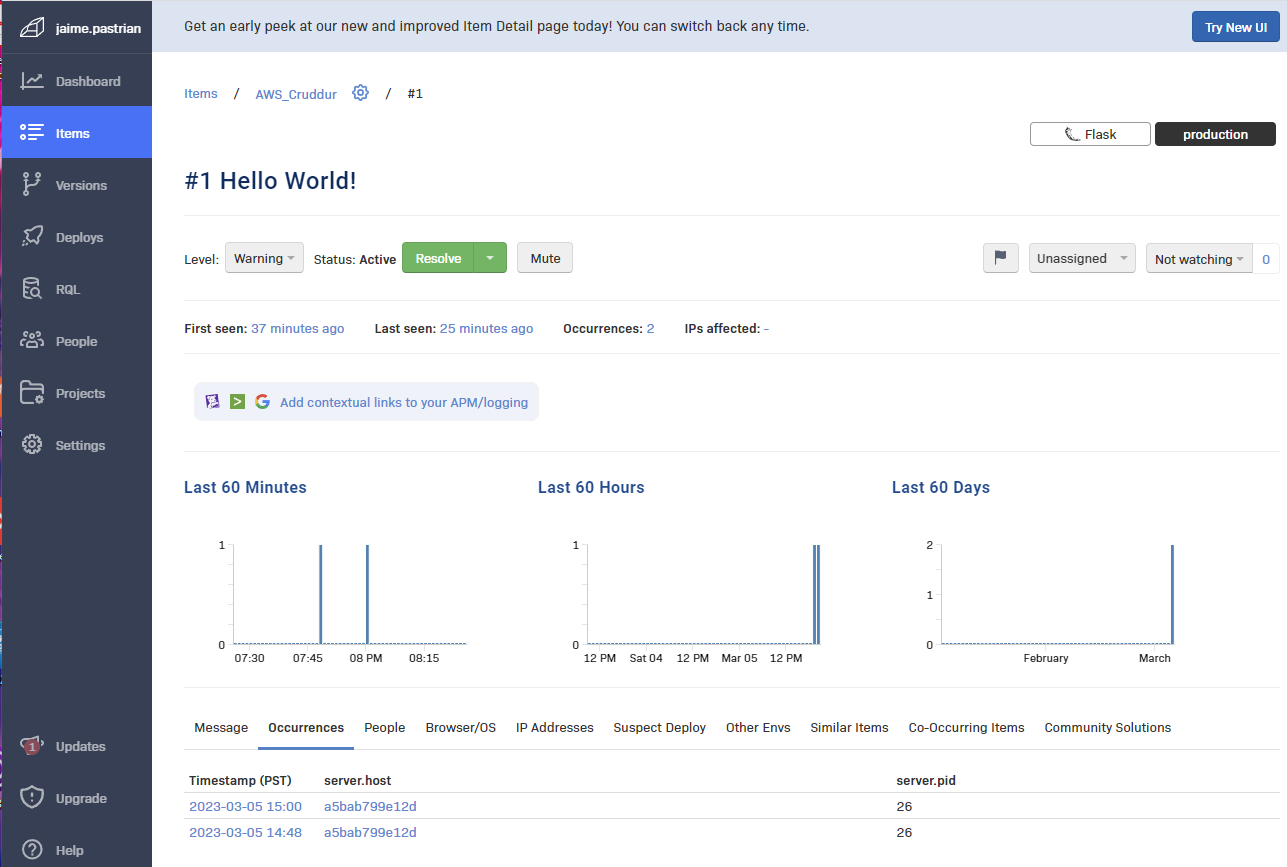 jaime.pastrian
Get an early peek at our new and improved Item Detail page today! You can switch back any time.
Try New UI
Dashboard
Items
Versions
Deploys
RQL
People
Projects
Settings
1 Updates
Upgrade
Help
Items / AWS_Cruddur / #1
Flask production
#1 Hello World!
Level: Warning Status: Active Resolve Mute Unassigned Not watching 0
First seen: 37 minutes ago Last seen: 25 minutes ago Occurrences: 2 IPs affected: -
Add contextual links to your APM/logging
Last 60 Minutes
1
0
07:30 07:45 08 PM 08:15
Last 60 Hours
1
0
12 PM Sat 04 12 PM Mar 05 12 PM
Last 60 Days
2
1
0
February March
Message Occurrences People Browser/OS IP Addresses Suspect Deploy Other Envs Similar Items Co-Occurring Items Community Solutions
Timestamp (PST) server.host server.pid
2023-03-05 15:00 a5bab799e12d 26
2023-03-05 14:48 a5bab799e12d 26